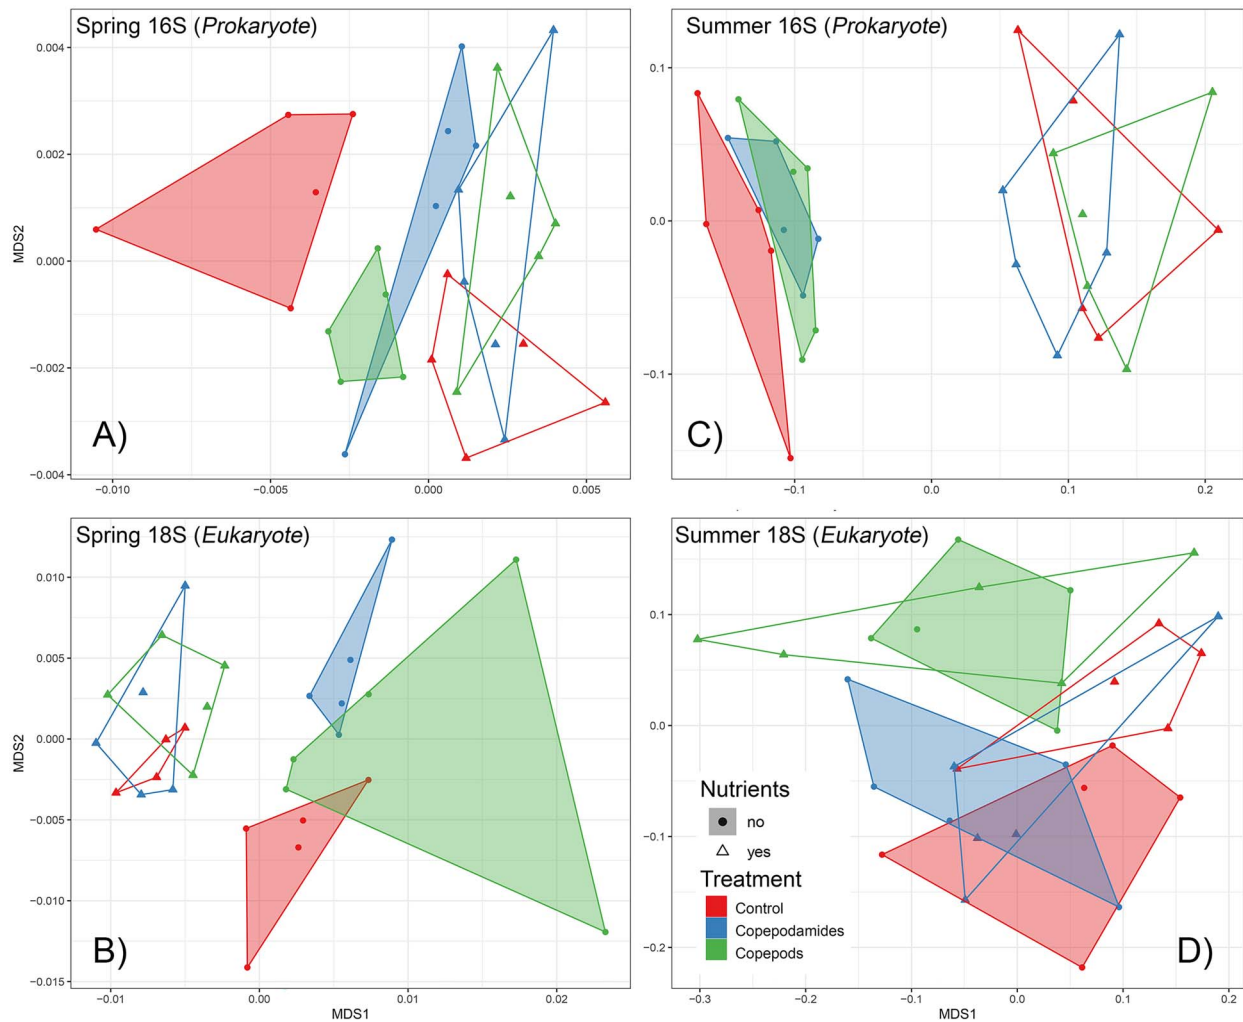 Spring 16S (Prokaryote)
MDS2
0.004
0.002
0.000
−0.002
−0.004
A)
−0.010
−0.005
0.000
0.005
Summer 16S (Prokaryote)
0.1
0.0
−0.1
C)
−0.1
0.0
0.1
0.2
Spring 18S (Eukaryote)
MDS2
0.010
0.005
0.000
−0.005
−0.010
−0.015
B)
−0.01
0.00
0.01
0.02
MDS1
Summer 18S (Eukaryote)
0.1
0.0
−0.1
−0.2
Nutrients
no
yes
Treatment
Control
Copepodamides
Copepods
D)
−0.3
−0.2
−0.1
0.0
0.1
0.2
MDS1